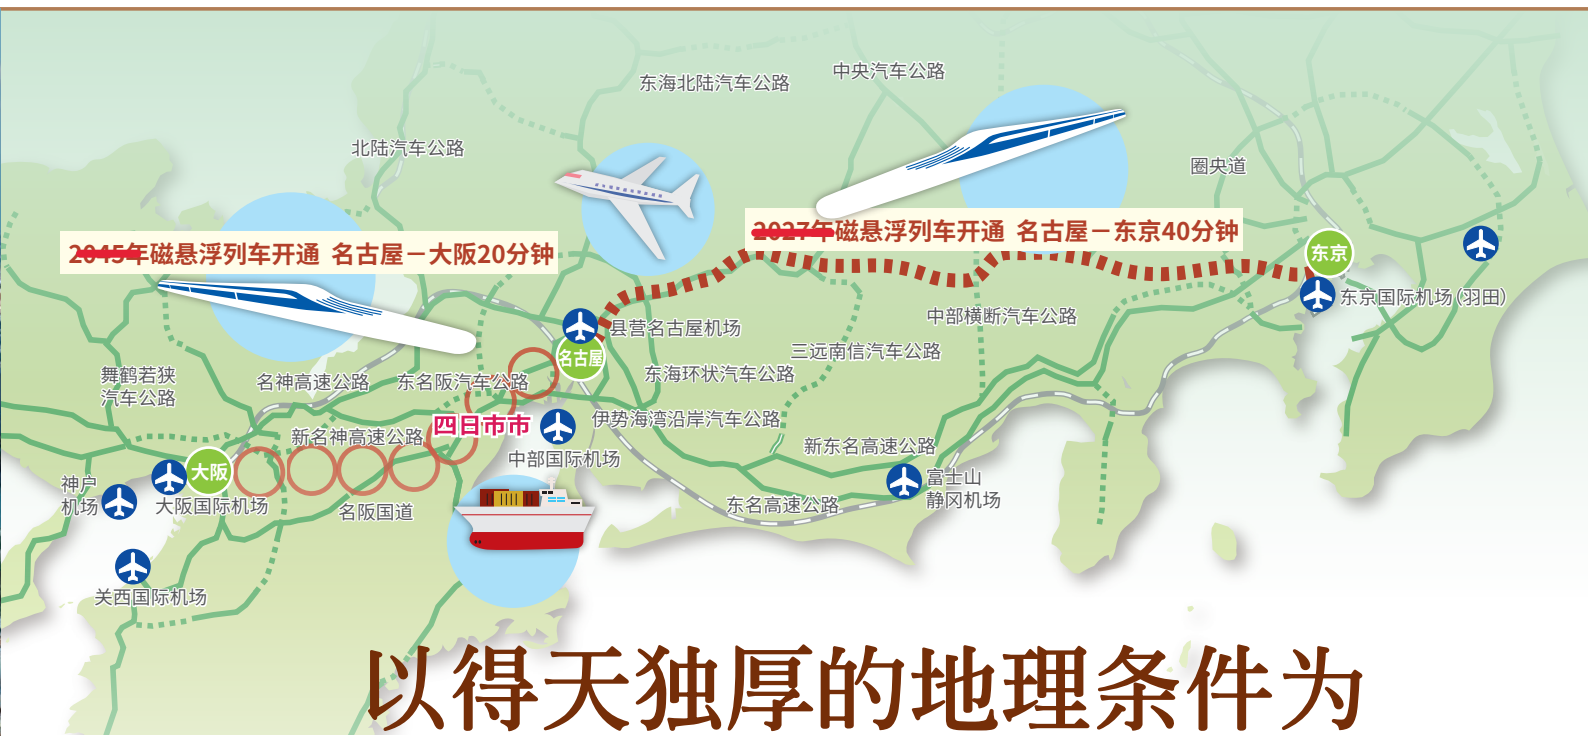 中央汽车公路
东海北陆汽车公路
北陆汽车公路
圈央道
2027年磁悬浮列车开通 名古屋－东京40分钟
2045年磁悬浮列车开通 名古屋－大阪20分钟
东京
东京国际机场（羽田）
中部横断汽车公路
县营名古屋机场
名古屋
三远南信汽车公路
东海环状汽车公路
舞鹤若狭
汽车公路
名神高速公路
东名阪汽车公路
四日市市
伊势海湾沿岸汽车公路
新名神高速公路
新东名高速公路
中部国际机场
大阪
神户
机场
大阪国际机场
名阪国道
东名高速公路
富士山
静冈机场
关西国际机场
以得天独厚的地理条件为